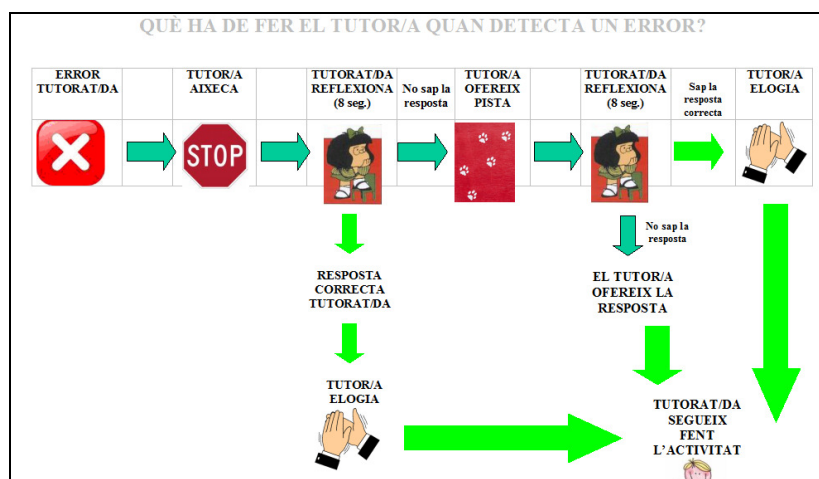 QUÈ HA DE FER EL TUTOR/A QUAN DETECTA UN ERROR?
ERROR
TUTORAT/DA
TUTOR/A
AIXECA
TUTORAT/DA
REFLEXIONA
(8 seg.)
No sap la
resposta
TUTOR/A
OFEREIX
PISTA
TUTORAT/DA
REFLEXIONA
(8 seg.)
Sap la
resposta
correcta
TUTOR/A
ELOGIA
STOP
No sap la
resposta
RESPOSTA
CORRECTA
TUTORAT/DA
EL TUTOR/A
OFEREIX LA
RESPOSTA
TUTOR/A
ELOGIA
TUTORAT/DA
SEGUEIX
FENT
L'ACTIVITAT